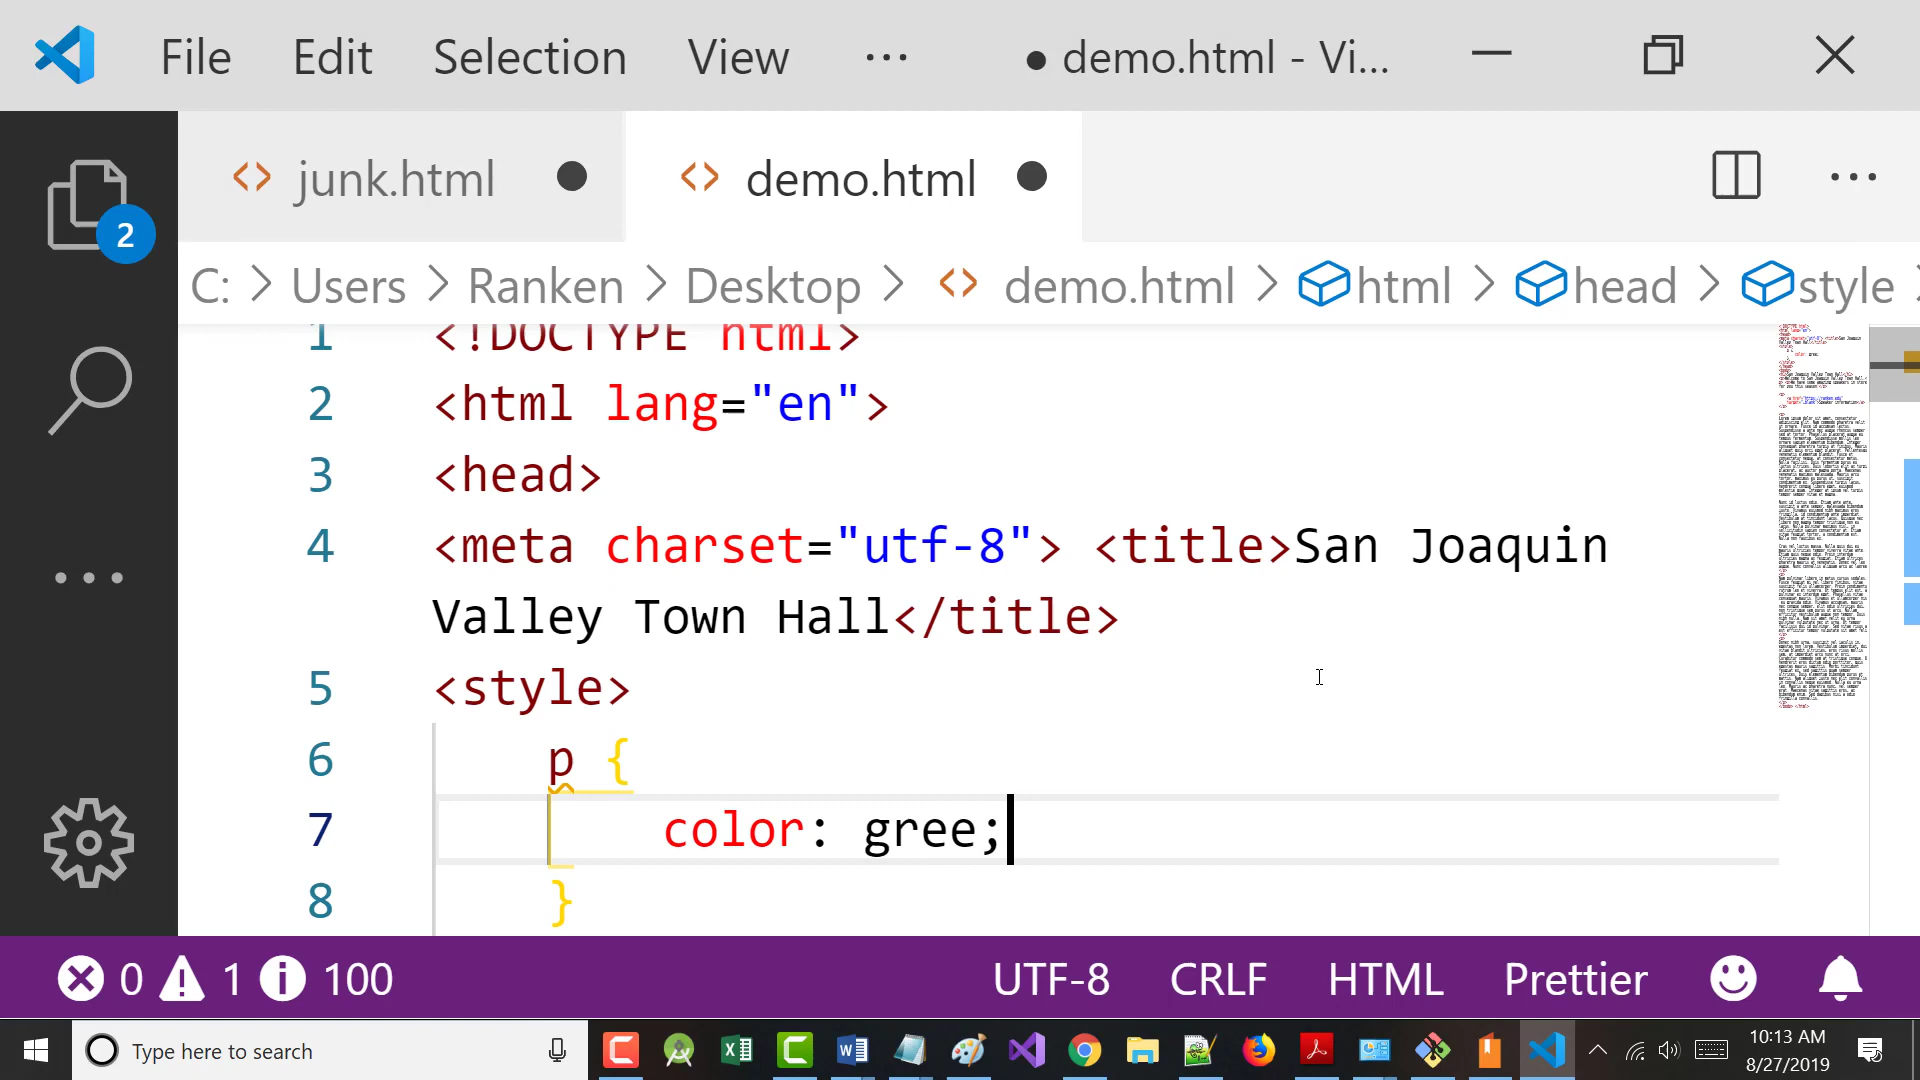 File Edit Selection View ... ● demo.html - Vi...
junk.html ● demo.html ● ...
2
C: > Users > Ranken > Desktop > <> demo.html > html > head > style
1 <!DOCTYPE html>
2 <html lang="en">
3 <head>
4 <meta charset="utf-8"> <title>San Joaquin
Valley Town Hall</title>
5 <style>
6 p {
7 color: gree;
8 }
0 1 100 UTF-8 CRLF HTML Prettier
Type here to search
10:13 AM
8/27/2019